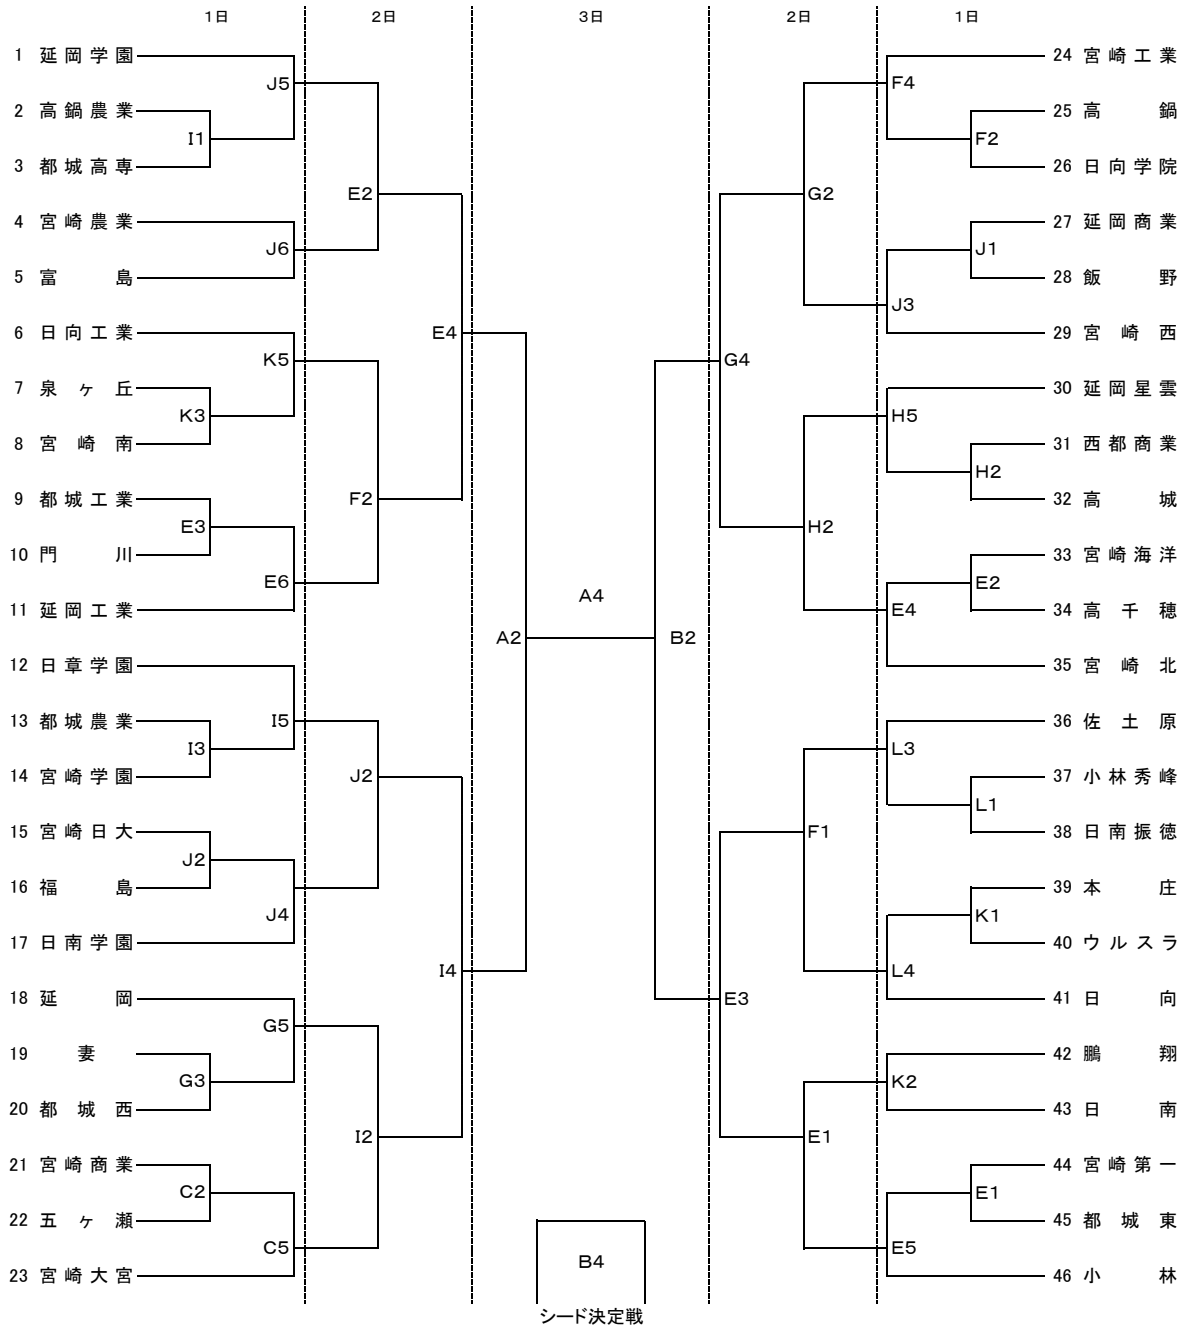 1日 2日 3日 2日 1日
1 延岡学園
2 高鍋農業
3 都城高専
4 宮崎農業
5 富島
6 日向工業
7 泉ヶ丘
8 宮崎南
9 都城工業
10 門川
11 延岡工業
12 日章学園
13 都城農業
14 宮崎学園
15 宮崎日大
16 福島
17 日南学園
18 延岡
19 妻
20 都城西
21 宮崎商業
22 五ヶ瀬
23 宮崎大宮
I1
K3
E3
I3
J2
G3
C2
J5
J6
K5
E6
I5
J4
G5
C5
E2
F2
J2
I2
E4
I4
A2
A4
B2
B4
シード決定戦
G4
E3
G2
H2
F1
E1
F4
J3
H5
E4
L3
L4
K2
E5
F2
J1
H2
E2
L1
K1
E1
24 宮崎工業
25 高鍋
26 日向学院
27 延岡商業
28 飯野
29 宮崎西
30 延岡星雲
31 西都商業
32 高城
33 宮崎海洋
34 高千穂
35 宮崎北
36 佐土原
37 小林秀峰
38 日南振徳
39 本庄
40 ウルスラ
41 日向
42 鵬翔
43 日南
44 宮崎第一
45 都城東
46 小林